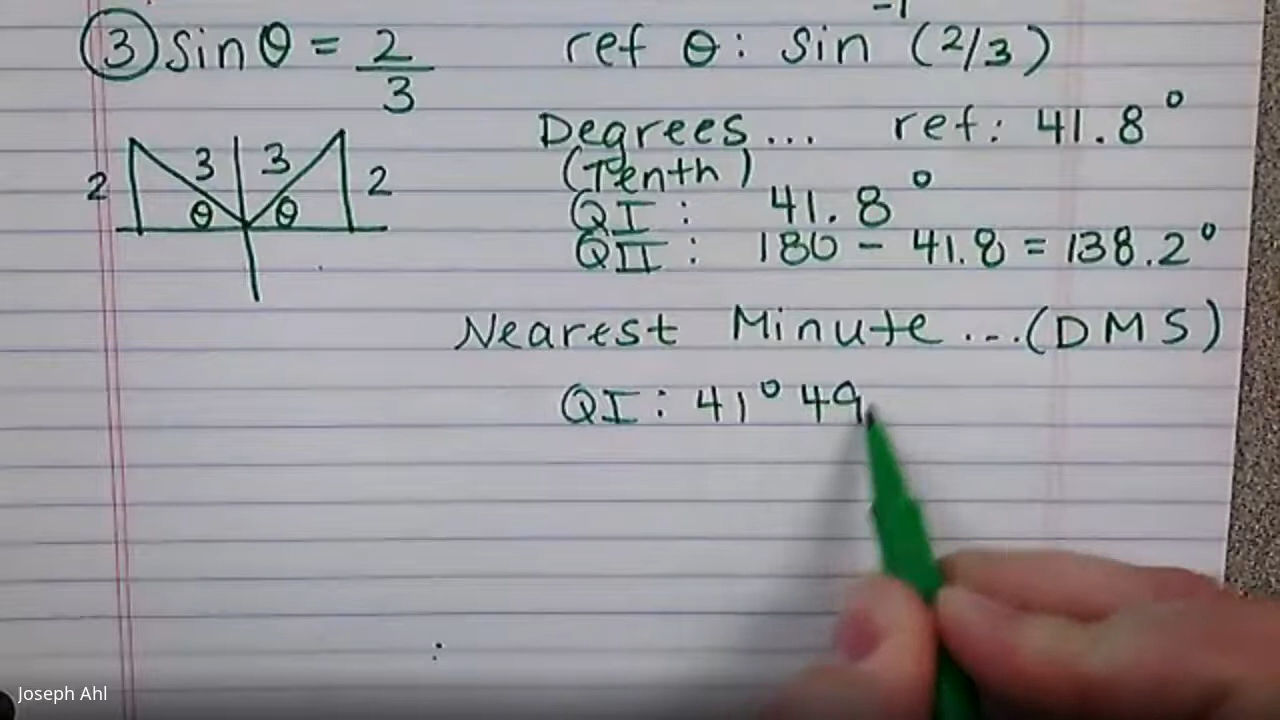 ③ sin θ = 2/3
ref θ: sin⁻¹ (2/3)
3 3
2 2
θ θ
Degrees... ref: 41.8°
(Tenth)
QI: 41.8°
QII: 180 - 41.8 = 138.2°
Nearest Minute...(DMS)
QI: 41° 49
Joseph Ahl